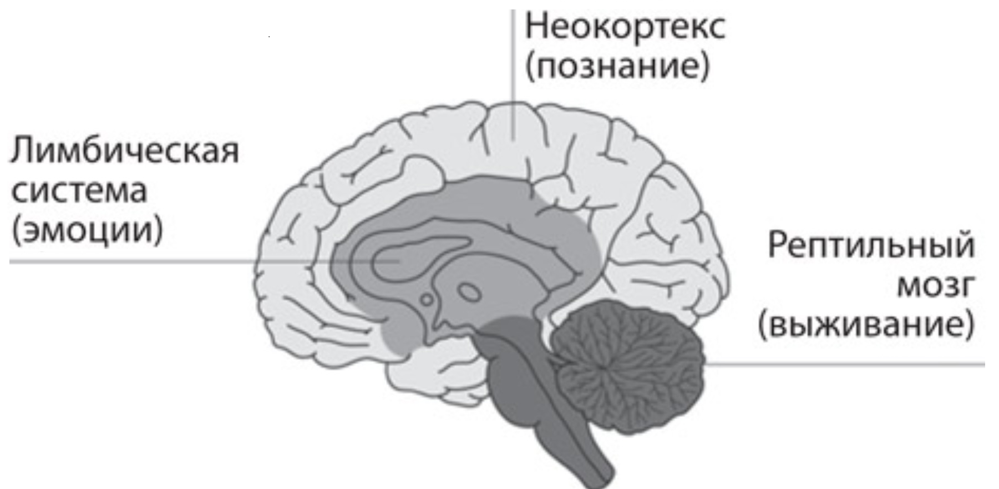 Неокортекс
(познание)
Лимбическая
система
(эмоции)
Рептильный
мозг
(выживание)